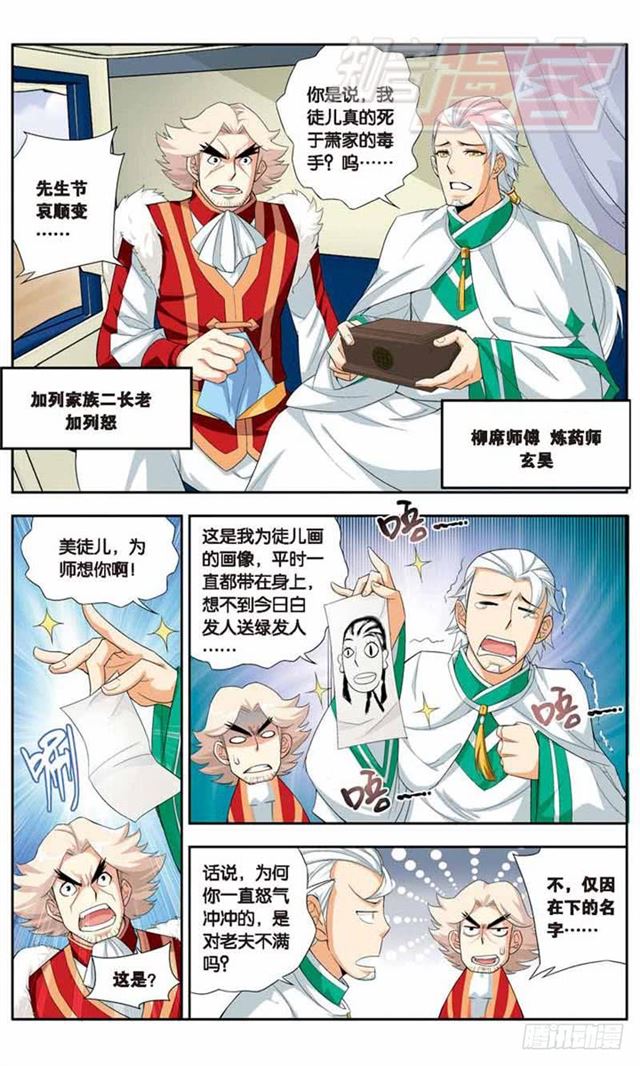 知音漫客
你是说，我
徒儿真的死
于萧家的毒
手？呜……
先生节
哀顺变
……
加列家族二长老
加列怒
柳席师傅 炼药师
玄昊
美徒儿，为
师想你啊！
唰
这是？
这是我为徒儿画
的画像，平时一
直都带在身上，
想不到今日白
发人送绿发人
……
唔～
唔～
唔～
话说，为何
你一直怒气
冲冲的，是
对老夫不满
吗？
不，仅因
在下的名
字……
腾讯动漫